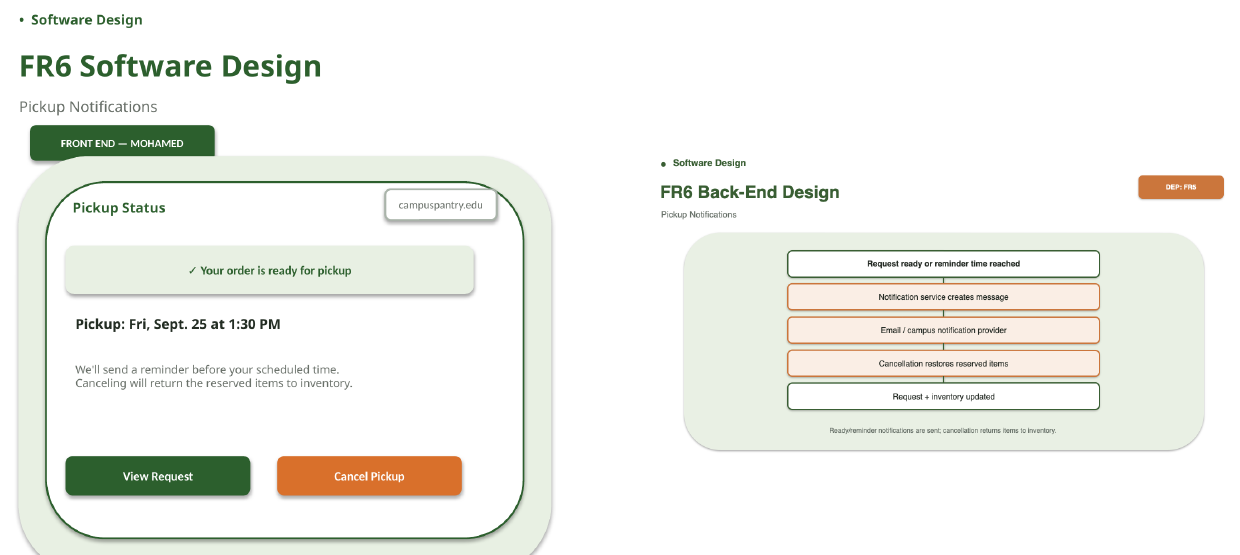 • Software Design
FR6 Software Design
Pickup Notifications
FRONT END — MOHAMED
Pickup Status
campuspantry.edu
✓ Your order is ready for pickup
Pickup: Fri, Sept. 25 at 1:30 PM
We'll send a reminder before your scheduled time.
Canceling will return the reserved items to inventory.
View Request
Cancel Pickup
• Software Design
FR6 Back-End Design
DEP: FR5
Pickup Notifications
Request ready or reminder time reached
Notification service creates message
Email / campus notification provider
Cancellation restores reserved items
Request + inventory updated
Ready/reminder notifications are sent; cancellation returns items to inventory.